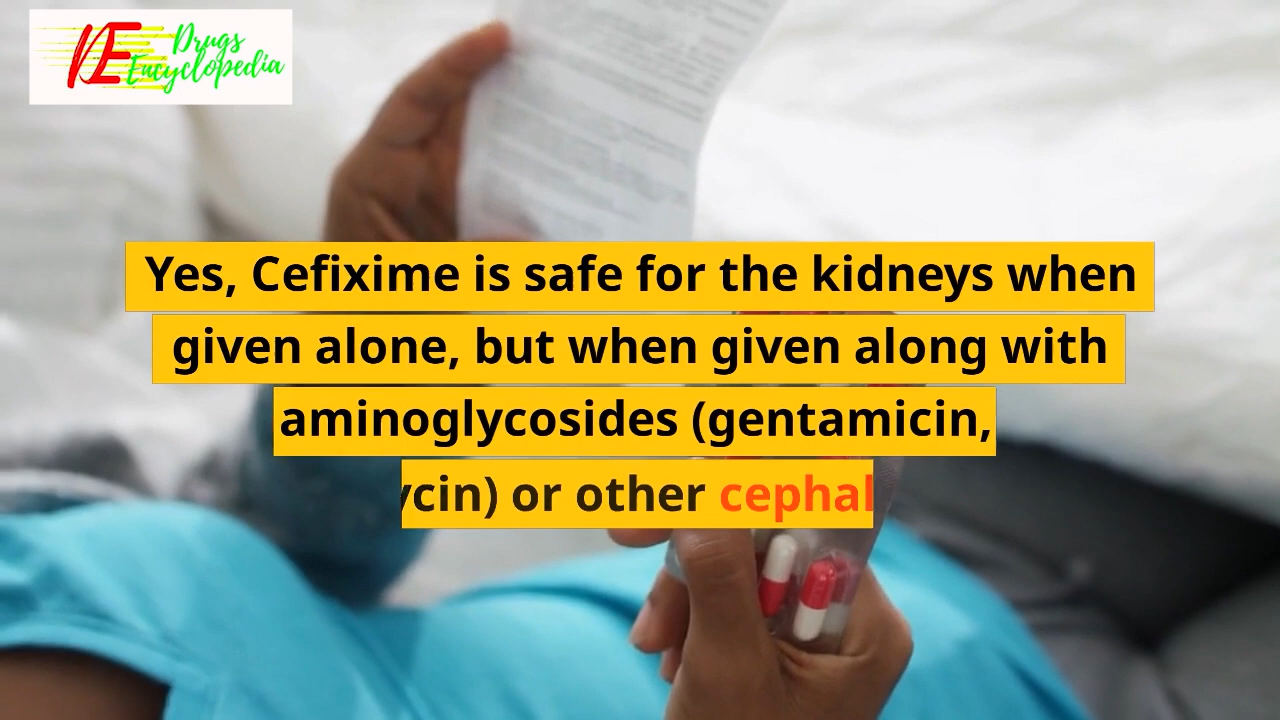 DE Drugs
Encyclopedia
Yes, Cefixime is safe for the kidneys when
given alone, but when given along with
aminoglycosides (gentamicin,
ycin) or other cephal